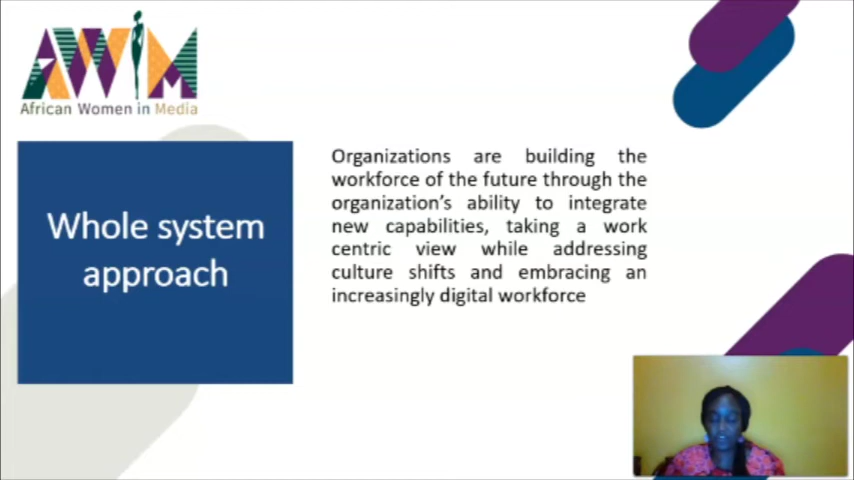 AWIM
African Women in Media
Whole system
approach
Organizations are building the
workforce of the future through the
organization's ability to integrate
new capabilities, taking a work
centric view while addressing
culture shifts and embracing an
increasingly digital workforce